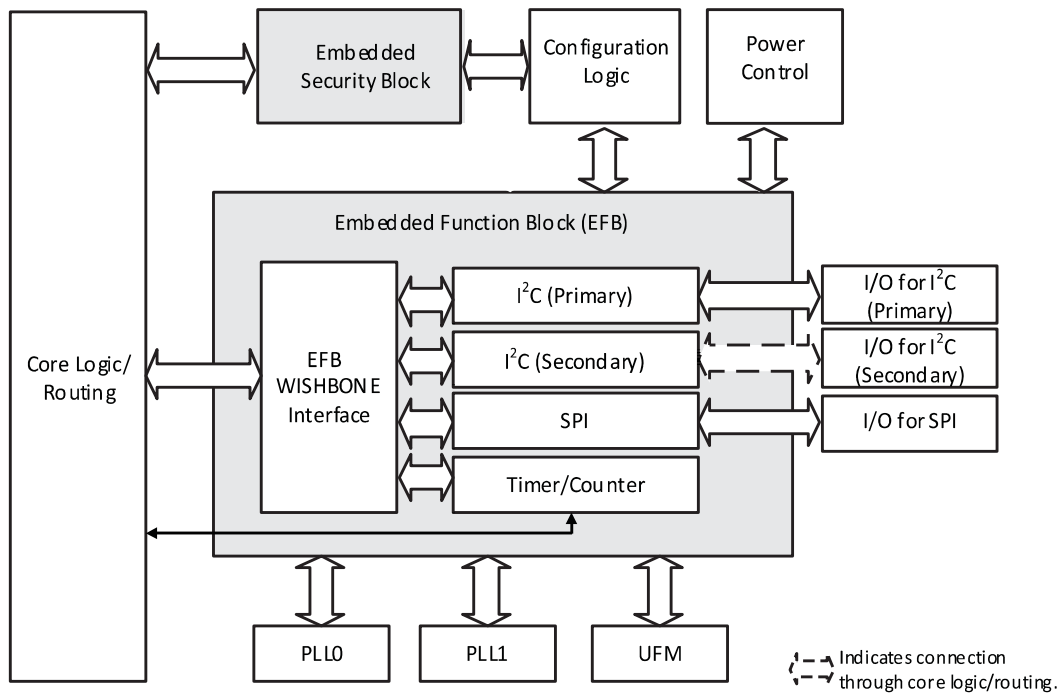 Embedded
Security Block
Configuration
Logic
Power
Control
Embedded Function Block (EFB)
Core Logic/
Routing
EFB
WISHBONE
Interface
I²C (Primary)
I²C (Secondary)
SPI
Timer/Counter
I/O for I²C
(Primary)
I/O for I²C
(Secondary)
I/O for SPI
PLL0
PLL1
UFM
Indicates connection
through core logic/routing.